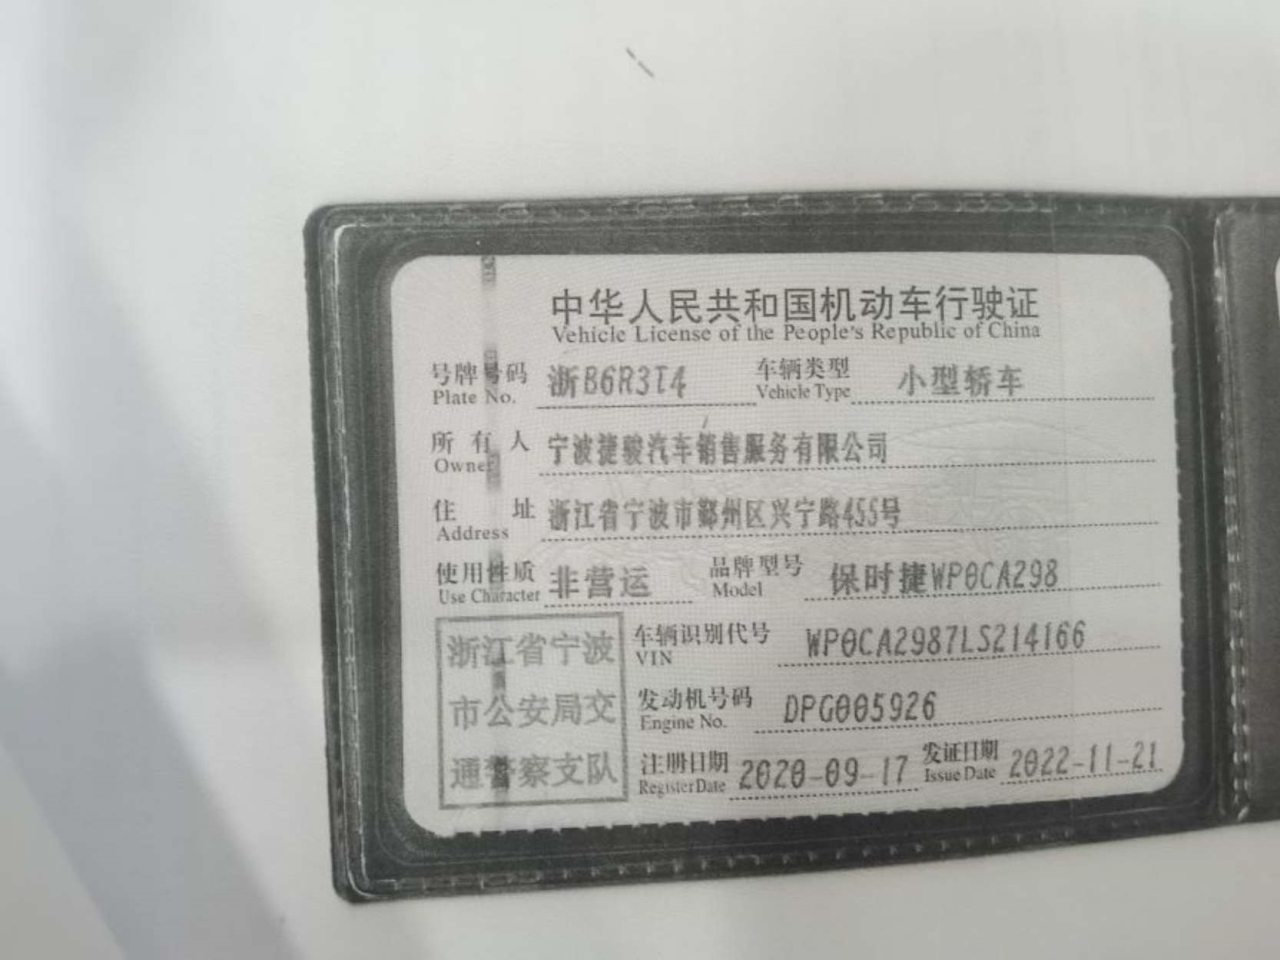 中华人民共和国机动车行驶证
Vehicle License of the People's Republic of China
号牌号码 浙B6R3T4 车辆类型 小型轿车
Plate No. Vehicle Type
所有人 宁波捷骏汽车销售服务有限公司
Owner
住址 浙江省宁波市鄞州区兴宁路455号
Address
使用性质 非营运 品牌型号 保时捷WP0CA298
Use Character Model
浙江省宁波
市公安局交
通警察支队
车辆识别代号 WP0CA2987LS214166
VIN
发动机号码 DPG005926
Engine No.
注册日期 2020-09-17 发证日期 2022-11-21
Register Date Issue Date